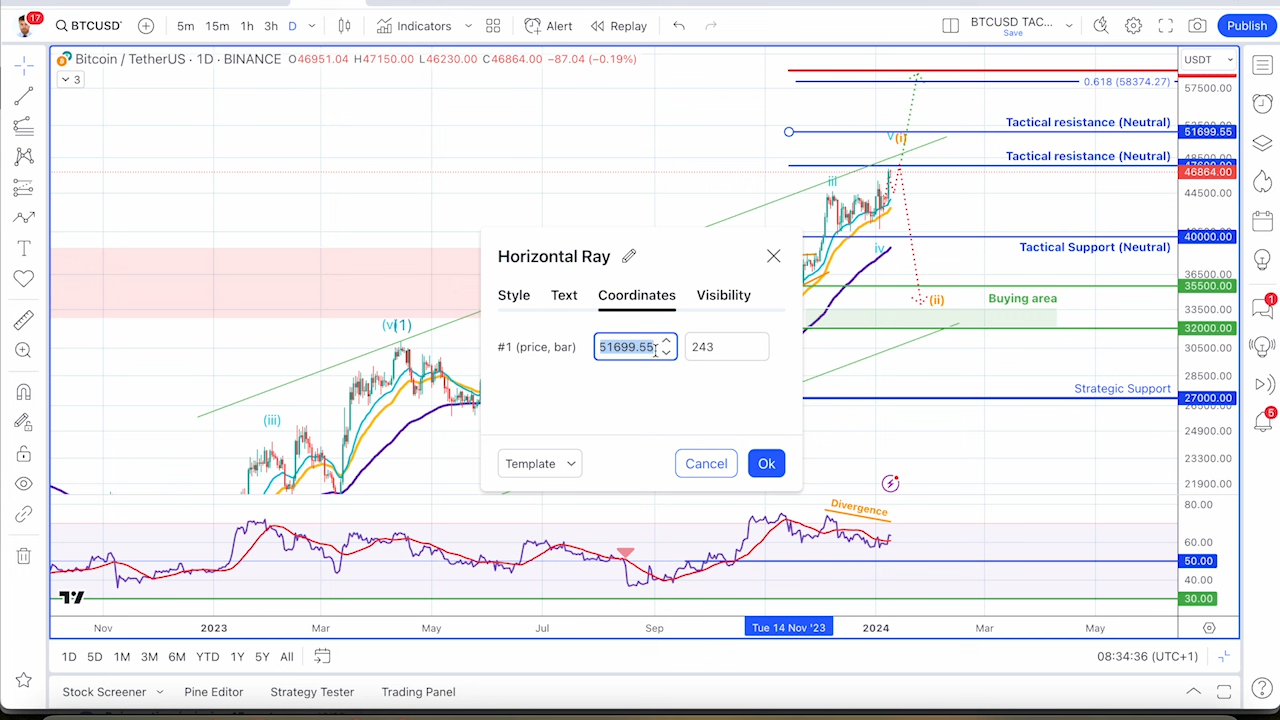 17
BTCUSDT
5m 15m 1h 3h D
Indicators
Alert
Replay
BTCUSD TAC...
Save
Publish
Bitcoin / TetherUS · 1D · BINANCE O46951.04 H47150.00 L46230.00 C46864.00 −87.04 (−0.19%)
3
USDT
57500.00
0.618 (58374.27)
Tactical resistance (Neutral)
51699.55
v (i)
Tactical resistance (Neutral)
46864.00
iii
44500.00
40000.00
Tactical Support (Neutral)
iv
36500.00
35500.00
(ii)
Buying area
33500.00
32000.00
30500.00
28500.00
Strategic Support
27000.00
24900.00
23300.00
21900.00
(1)
(iii)
Horizontal Ray
Style Text Coordinates Visibility
#1 (price, bar) 51699.55 243
Template Cancel Ok
Divergence
80.00
60.00
50.00
40.00
30.00
Nov 2023 Mar May Jul Sep Tue 14 Nov '23 2024 Mar May
1D 5D 1M 3M 6M YTD 1Y 5Y All
08:34:36 (UTC+1)
Stock Screener Pine Editor Strategy Tester Trading Panel
1
5